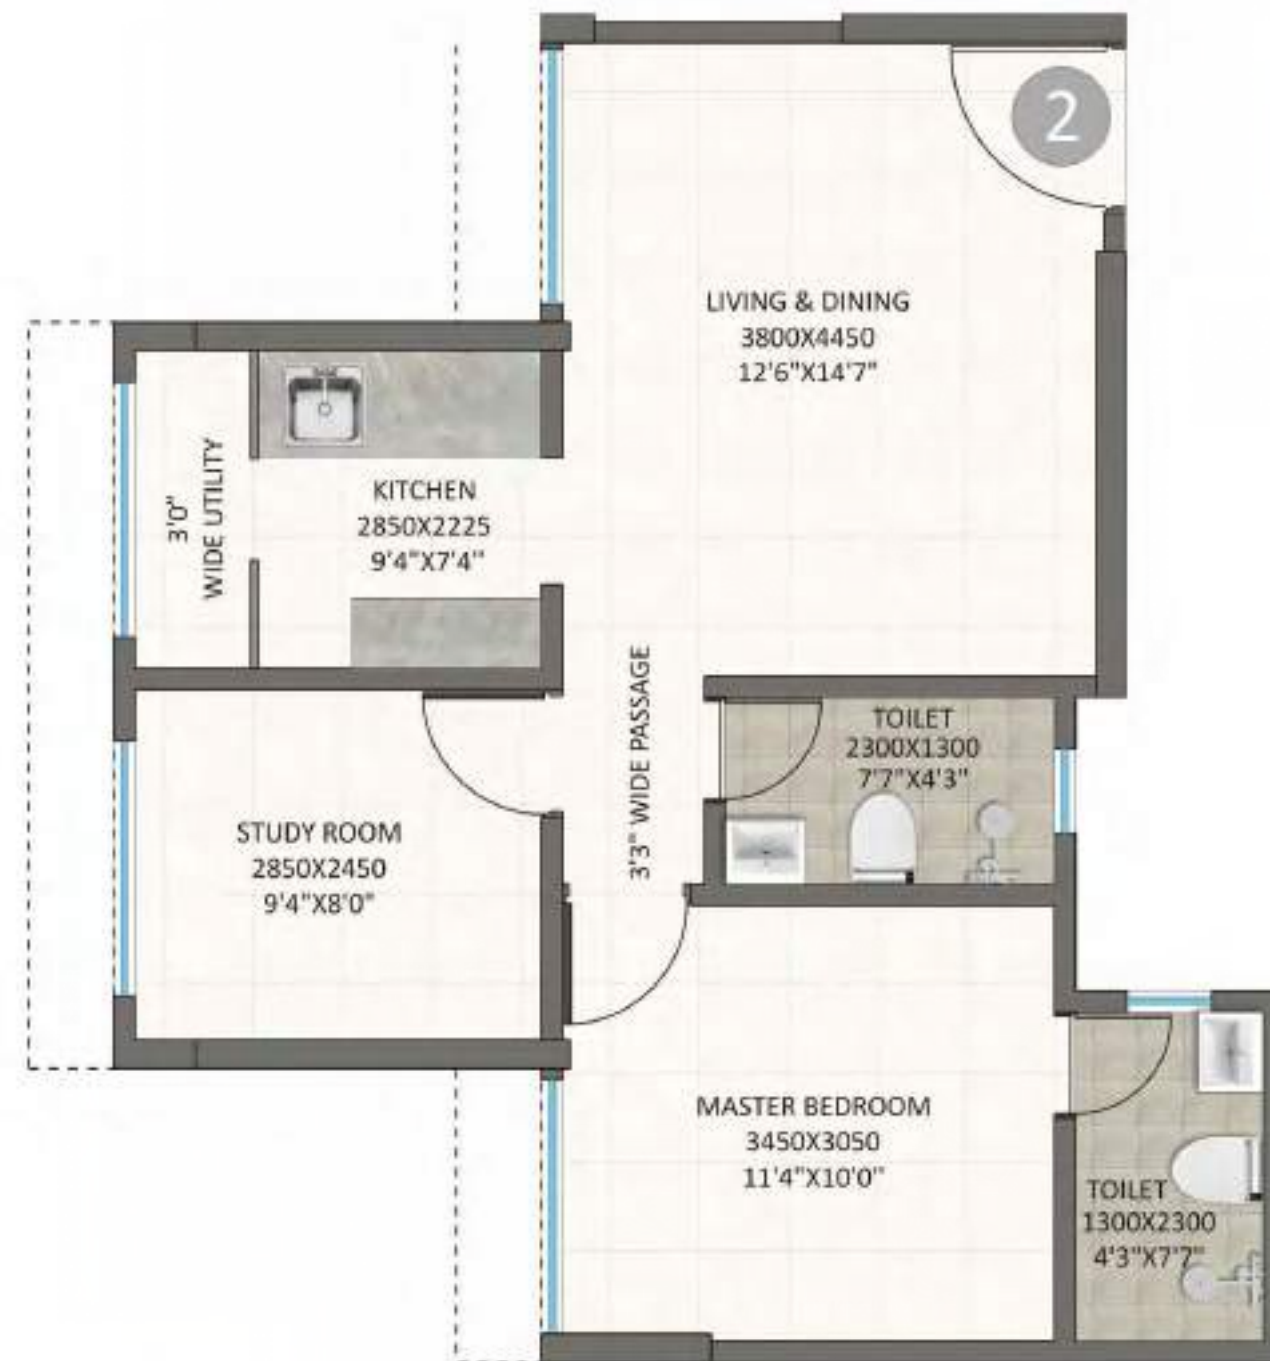 2
LIVING & DINING
3800X4450
12'6"X14'7"
3'0"
WIDE UTILITY
KITCHEN
2850X2225
9'4"X7'4"
3'3" WIDE PASSAGE
TOILET
2300X1300
7'7"X4'3"
STUDY ROOM
2850X2450
9'4"X8'0"
MASTER BEDROOM
3450X3050
11'4"X10'0"
TOILET
1300X2300
4'3"X7'7"